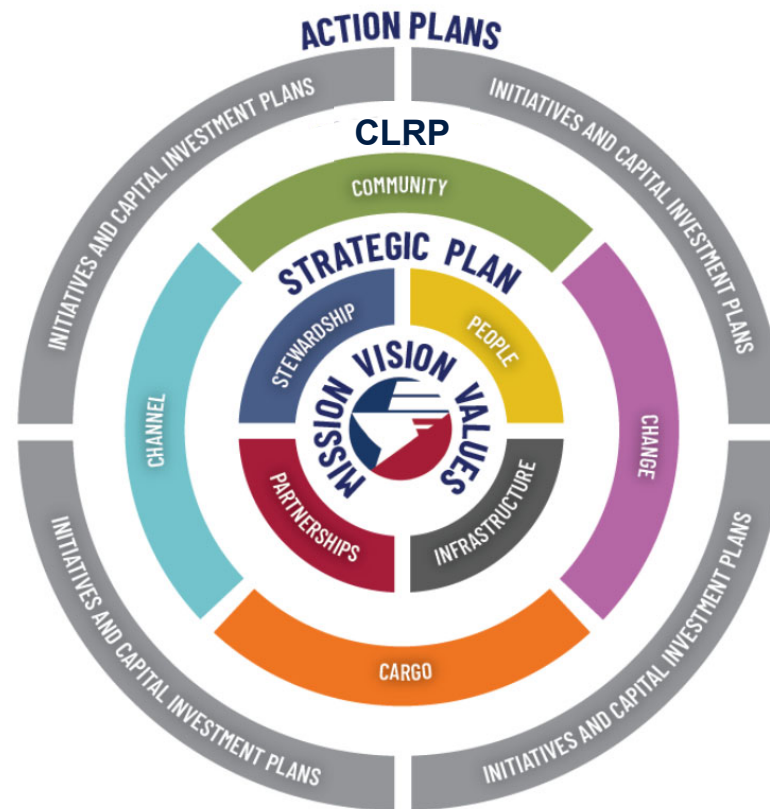 ACTION PLANS
INITIATIVES AND CAPITAL INVESTMENT PLANS
INITIATIVES AND CAPITAL INVESTMENT PLANS
CLRP
COMMUNITY
STRATEGIC PLAN
STEWARDSHIP
PEOPLE
MISSION VISION VALUES
CHANNEL
CHANGE
PARTNERSHIPS
INFRASTRUCTURE
CARGO
INITIATIVES AND CAPITAL INVESTMENT PLANS
INITIATIVES AND CAPITAL INVESTMENT PLANS